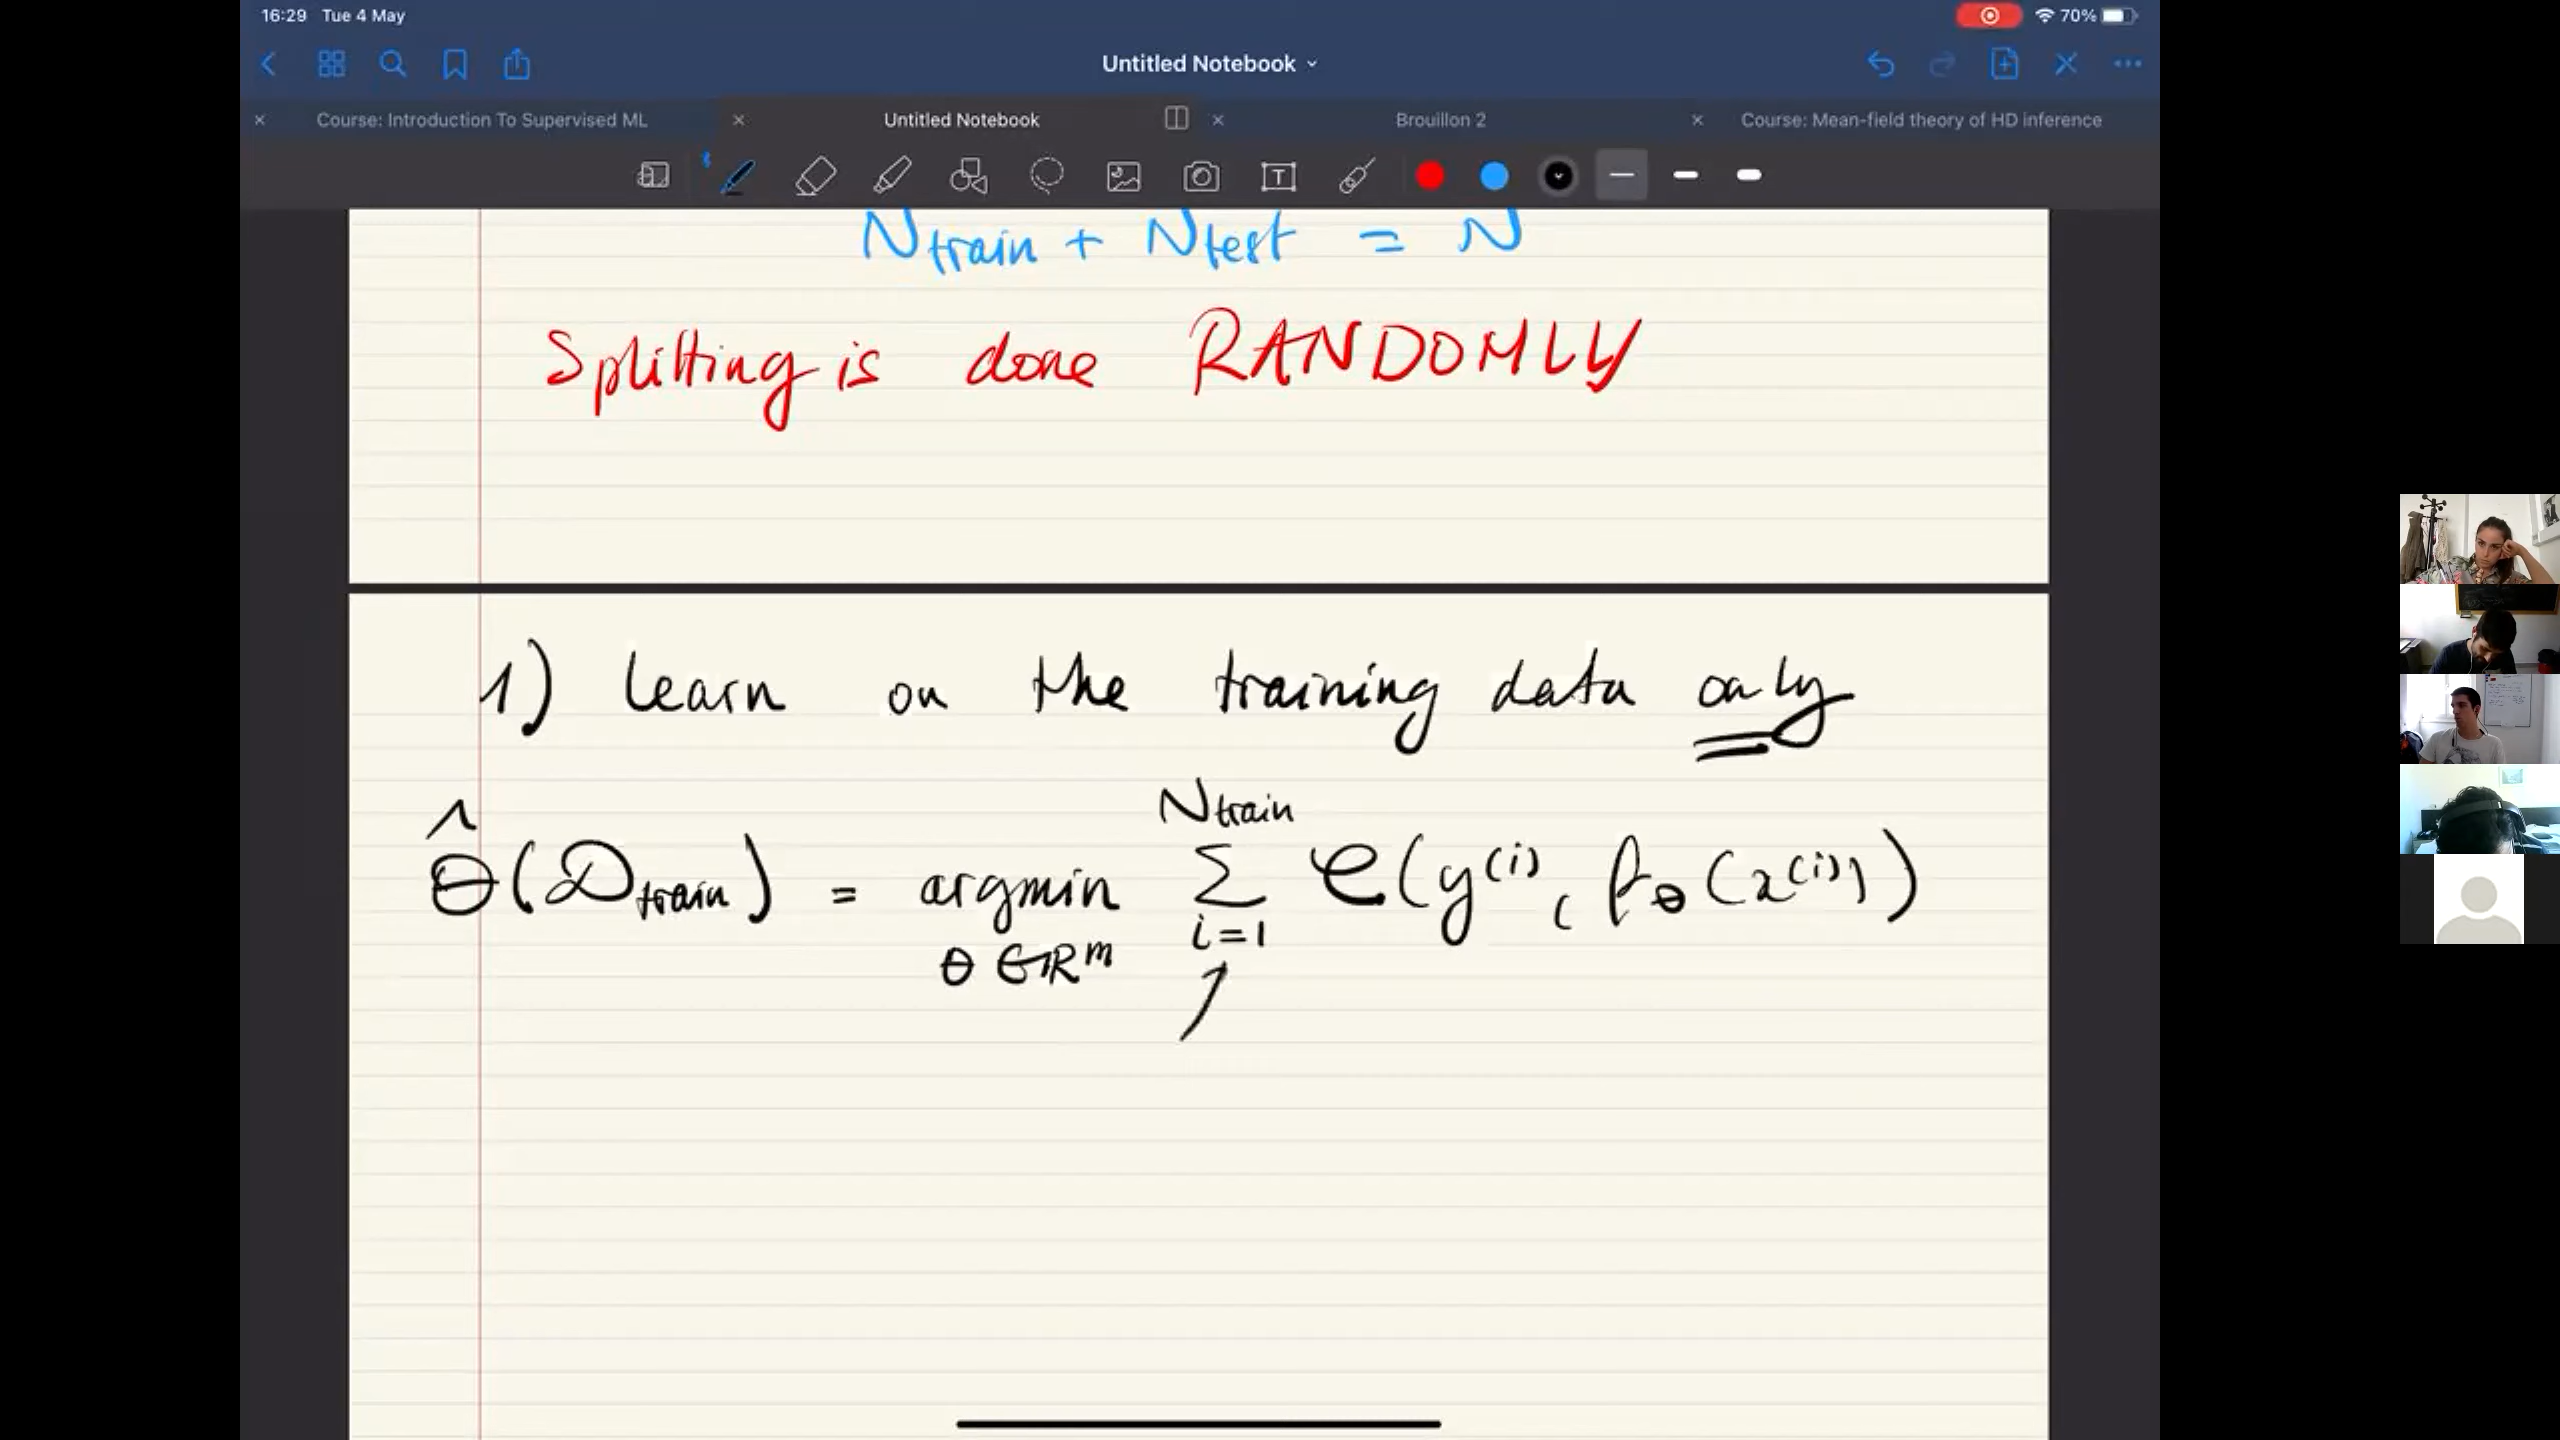 16:29 Tue 4 May 70%
Untitled Notebook
Course: Introduction To Supervised ML Untitled Notebook Brouillon 2 Course: Mean-field theory of HD inference
T
Ntrain + Ntest = N
Splitting is done RANDOMLY
1) learn on the training data only
θ̂(𝒟train) = argmin θ∈ℝᵐ Σ i=1 Ntrain ℓ(y⁽ⁱ⁾, fθ(x⁽ⁱ⁾))